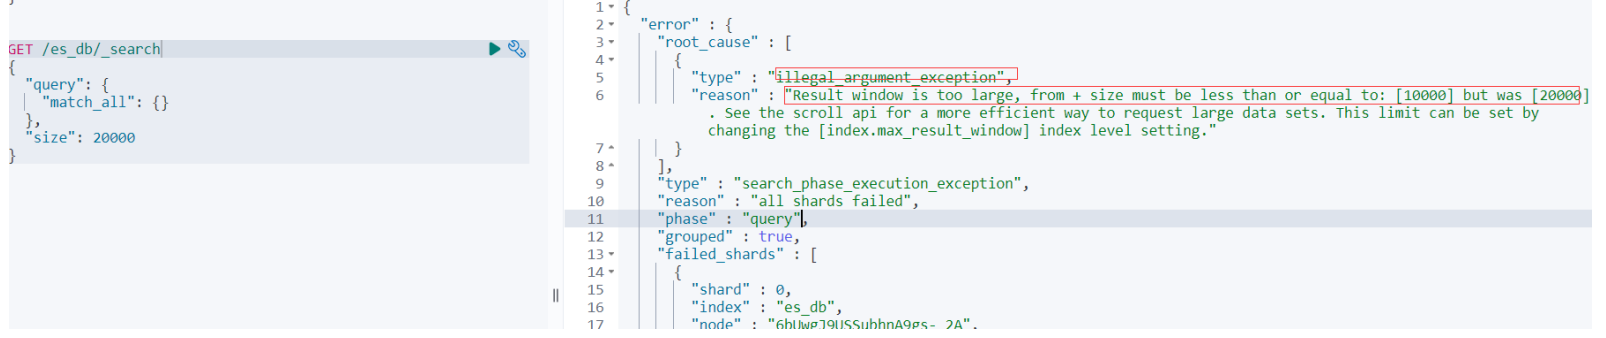 GET /es_db/_search
{
"query": {
"match_all": {}
},
"size": 20000
}
1 {
2 "error" : {
3 "root_cause" : [
4 {
5 "type" : "illegal_argument_exception",
6 "reason" : "Result window is too large, from + size must be less than or equal to: [10000] but was [20000]
. See the scroll api for a more efficient way to request large data sets. This limit can be set by
changing the [index.max_result_window] index level setting."
7 }
8 ],
9 "type" : "search_phase_execution_exception",
10 "reason" : "all shards failed",
11 "phase" : "query",
12 "grouped" : true,
13 "failed_shards" : [
14 {
15 "shard" : 0,
16 "index" : "es_db",
17 "node" :